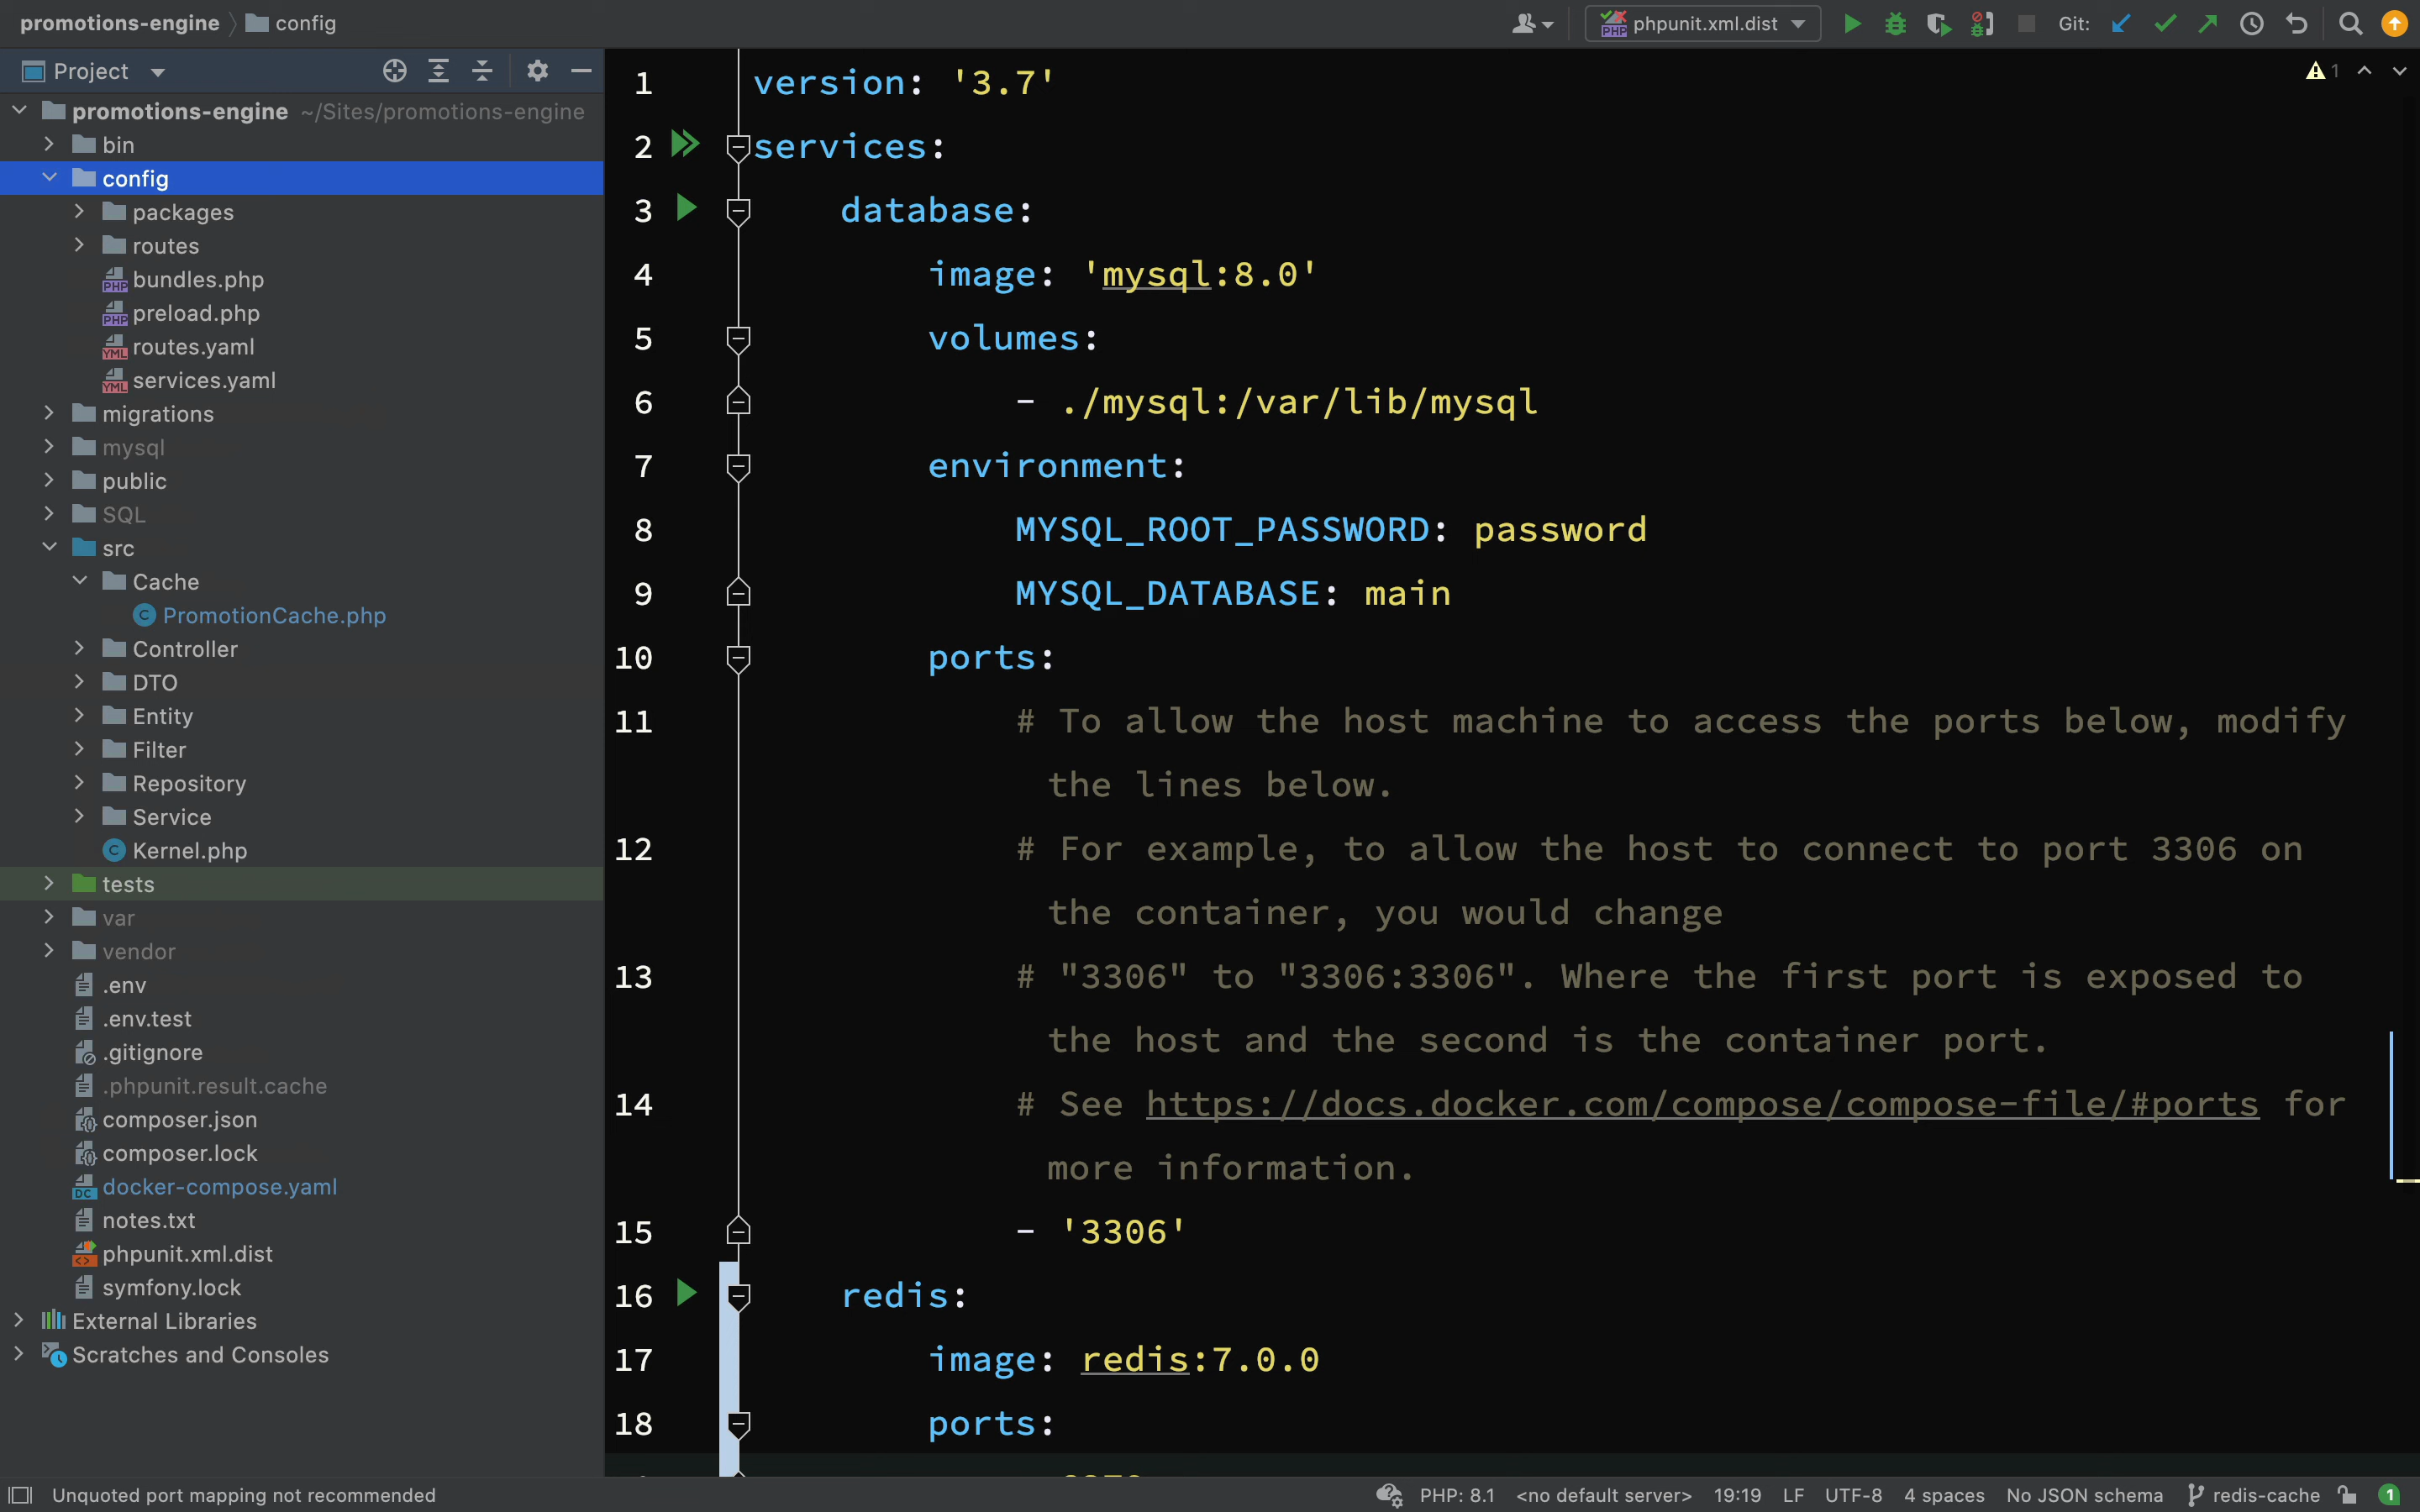 promotions-engine
config
phpunit.xml.dist
Git:
Project
promotions-engine ~/Sites/promotions-engine
bin
config
packages
routes
bundles.php
preload.php
routes.yaml
services.yaml
migrations
mysql
public
SQL
src
Cache
PromotionCache.php
Controller
DTO
Entity
Filter
Repository
Service
Kernel.php
tests
var
vendor
.env
.env.test
.gitignore
.phpunit.result.cache
composer.json
composer.lock
docker-compose.yaml
notes.txt
phpunit.xml.dist
symfony.lock
External Libraries
Scratches and Consoles
1
1 version: '3.7'
2 services:
3 database:
4 image: 'mysql:8.0'
5 volumes:
6 - ./mysql:/var/lib/mysql
7 environment:
8 MYSQL_ROOT_PASSWORD: password
9 MYSQL_DATABASE: main
10 ports:
11 # To allow the host machine to access the ports below, modify
the lines below.
12 # For example, to allow the host to connect to port 3306 on
the container, you would change
13 # "3306" to "3306:3306". Where the first port is exposed to
the host and the second is the container port.
14 # See https://docs.docker.com/compose/compose-file/#ports for
more information.
15 - '3306'
16 redis:
17 image: redis:7.0.0
18 ports:
Unquoted port mapping not recommended
PHP: 8.1 <no default server> 19:19 LF UTF-8 4 spaces No JSON schema redis-cache 1